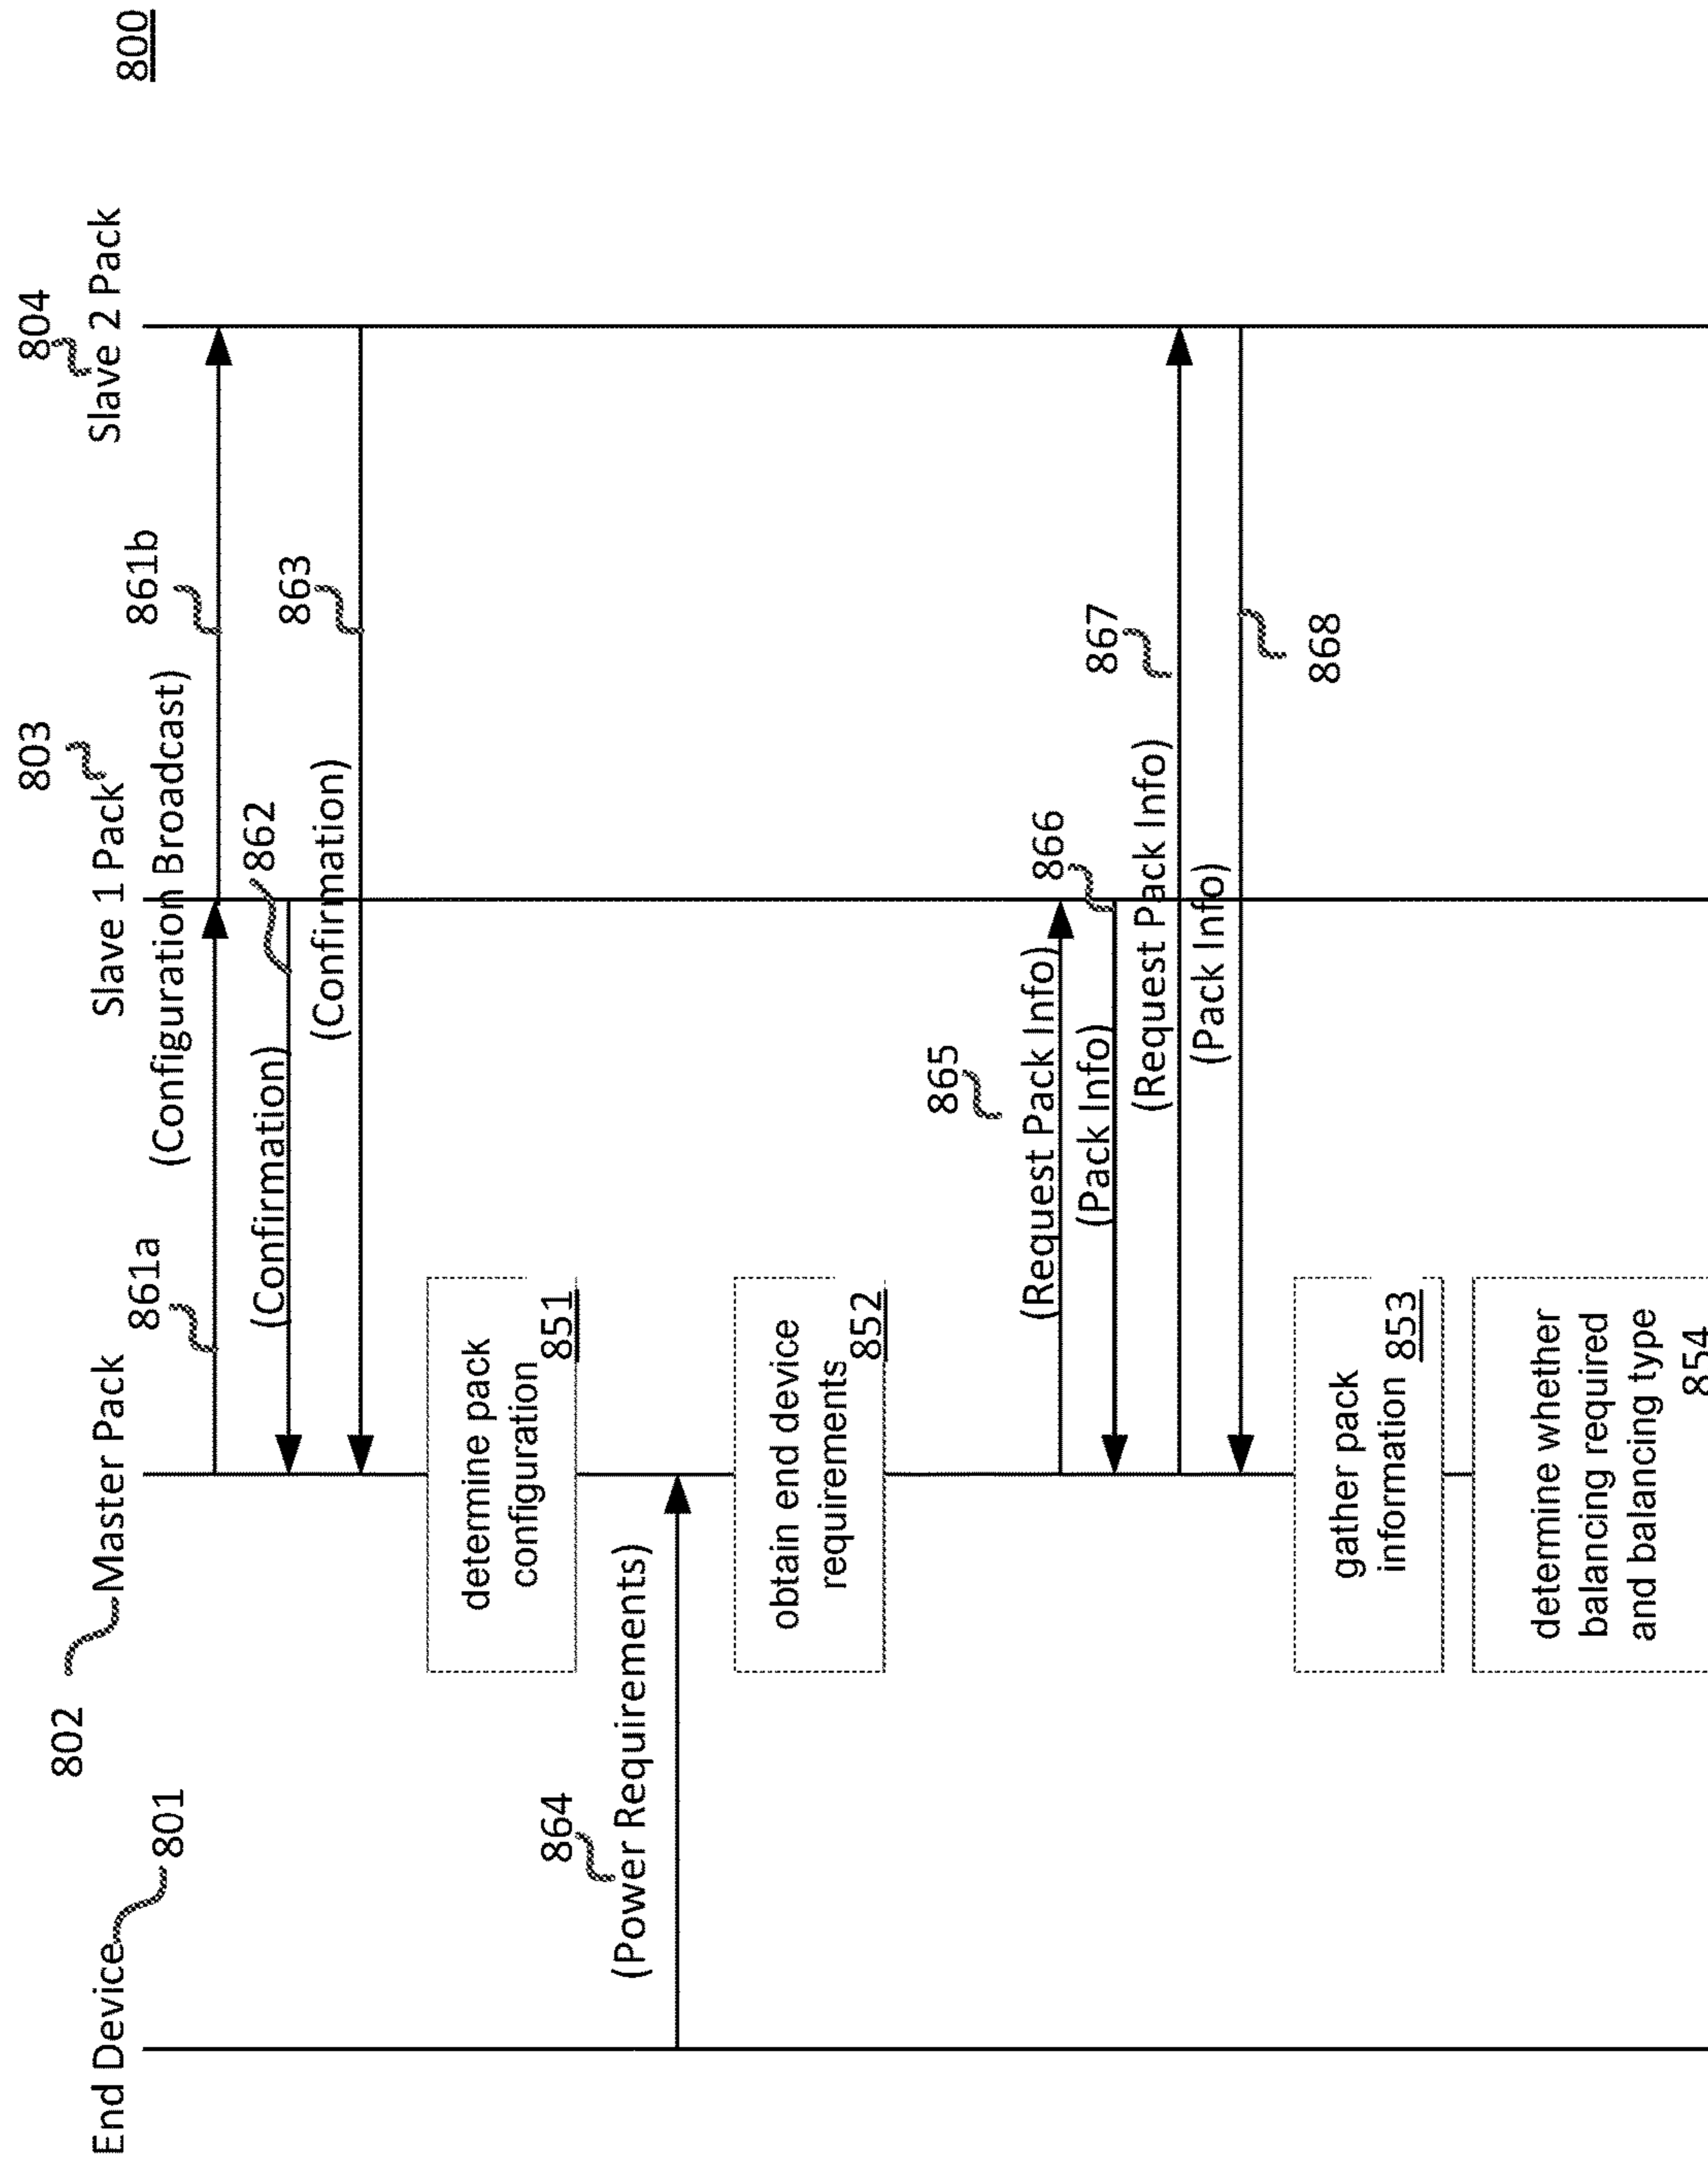 800
801
802
803
804
End Device
Master Pack
Slave 1 Pack
Slave 2 Pack
861a
(Configuration Broadcast)
861b
(Confirmation)
862
(Confirmation)
863
determine pack
configuration
851
864
(Power Requirements)
obtain end device
requirements
852
865
(Request Pack Info)
866
(Pack Info)
867
(Request Pack Info)
(Pack Info)
868
gather pack
information 853
determine whether
balancing required
and balancing type
854